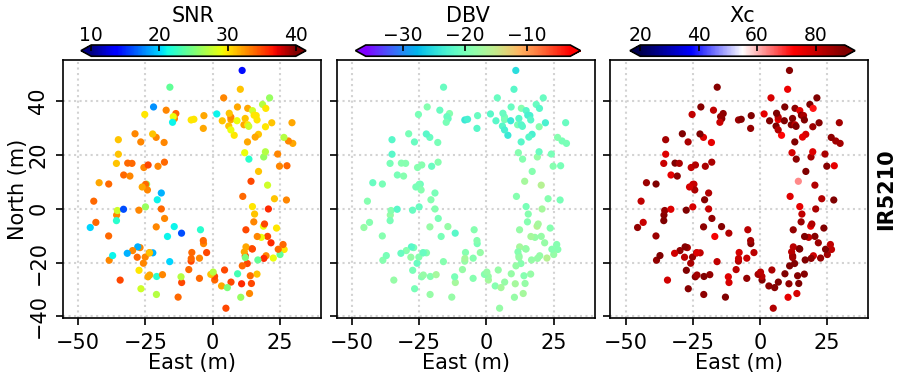 SNR DBV Xc
10 20 30 40 −30 −20 −10 20 40 60 80
North (m)
40
20
0
−20
−40
−50 −25 0 25 −50 −25 0 25 −50 −25 0 25
East (m) East (m) East (m)
IR5210